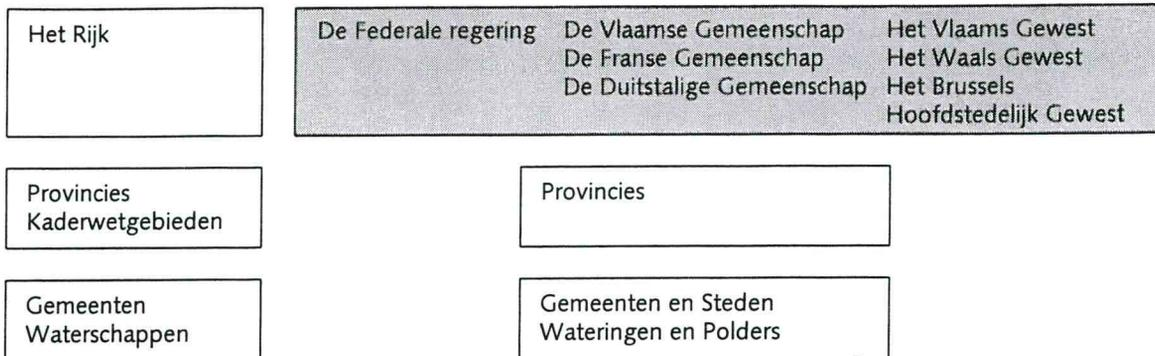 Het Rijk
De Federale regering
De Vlaamse Gemeenschap
De Franse Gemeenschap
De Duitstalige Gemeenschap
Het Vlaams Gewest
Het Waals Gewest
Het Brussels
Hoofdstedelijk Gewest
Provincies
Kaderwetgebieden
Provincies
Gemeenten
Waterschappen
Gemeenten en Steden
Wateringen en Polders